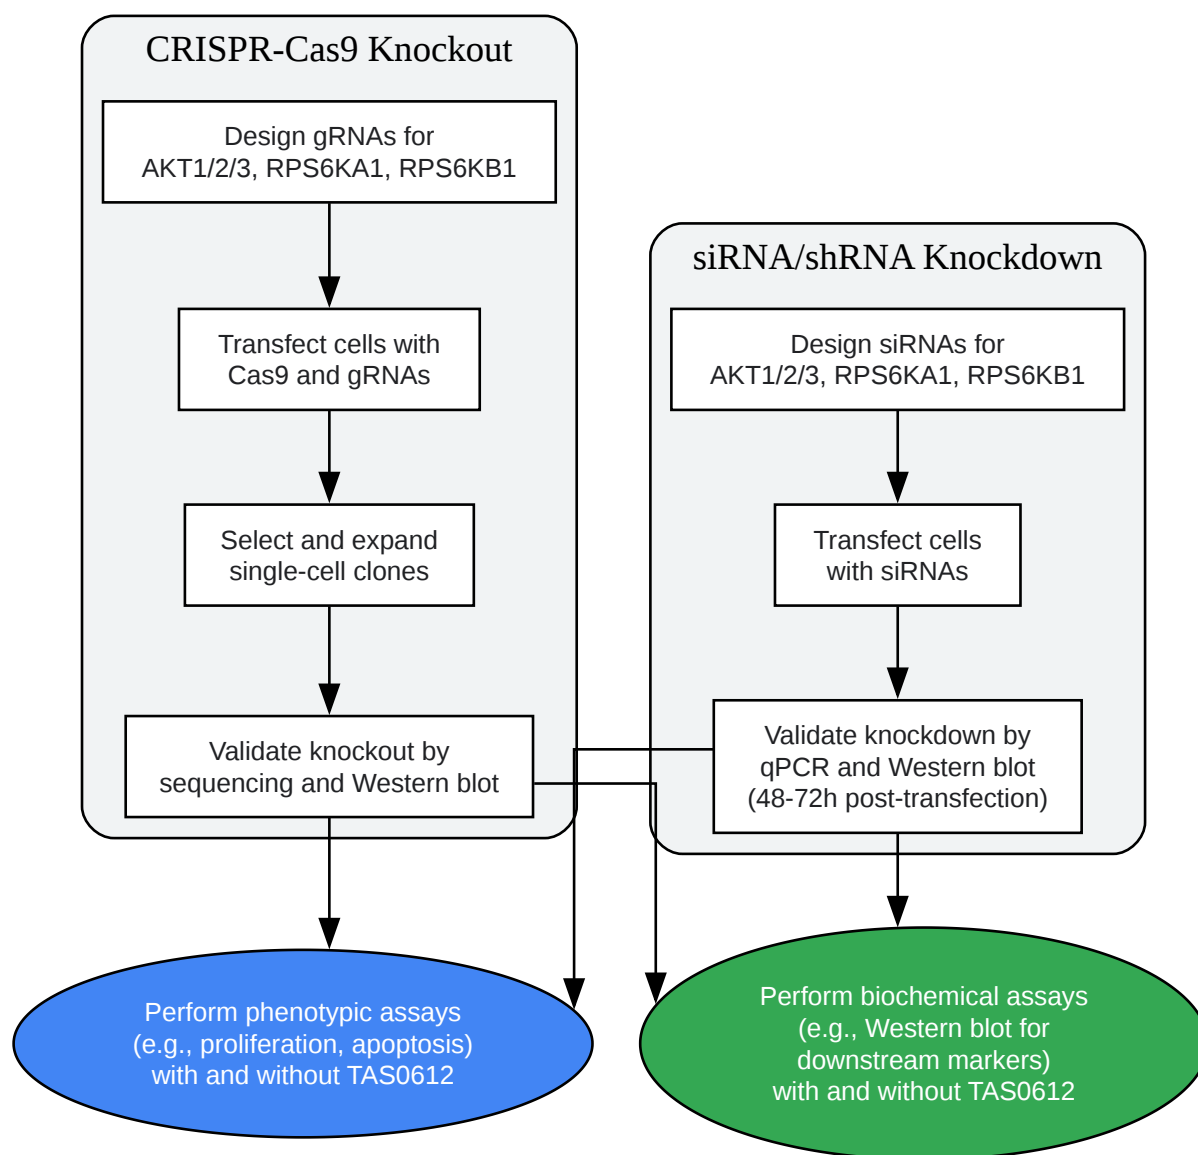 CRISPR-Cas9 Knockout
Design gRNAs for
AKT1/2/3, RPS6KA1, RPS6KB1
Transfect cells with
Cas9 and gRNAs
Select and expand
single-cell clones
Validate knockout by
sequencing and Western blot
siRNA/shRNA Knockdown
Design siRNAs for
AKT1/2/3, RPS6KA1, RPS6KB1
Transfect cells
with siRNAs
Validate knockdown by
qPCR and Western blot
(48-72h post-transfection)
Perform phenotypic assays
(e.g., proliferation, apoptosis)
with and without TAS0612
Perform biochemical assays
(e.g., Western blot for
downstream markers)
with and without TAS0612